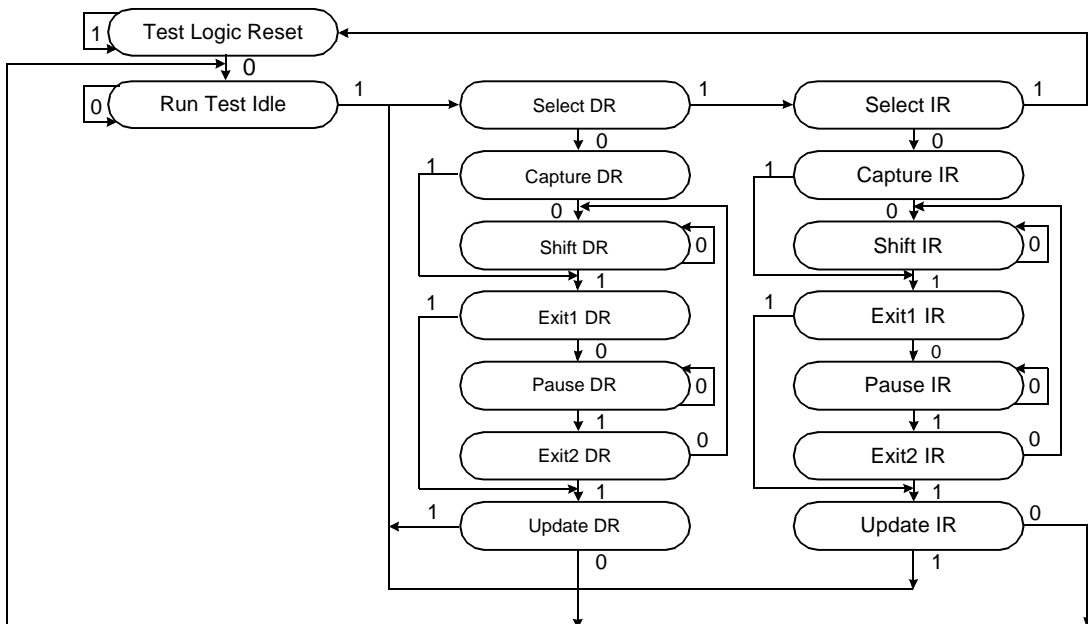 Test Logic Reset
1
0
Run Test Idle
0
1
Select DR
1
Select IR
1
0
0
1
Capture DR
1
Capture IR
0
0
Shift DR
0
Shift IR
0
1
1
1
Exit1 DR
1
Exit1 IR
0
0
Pause DR
0
Pause IR
0
1
1
Exit2 DR
0
Exit2 IR
0
1
1
1
Update DR
Update IR
0
0
1